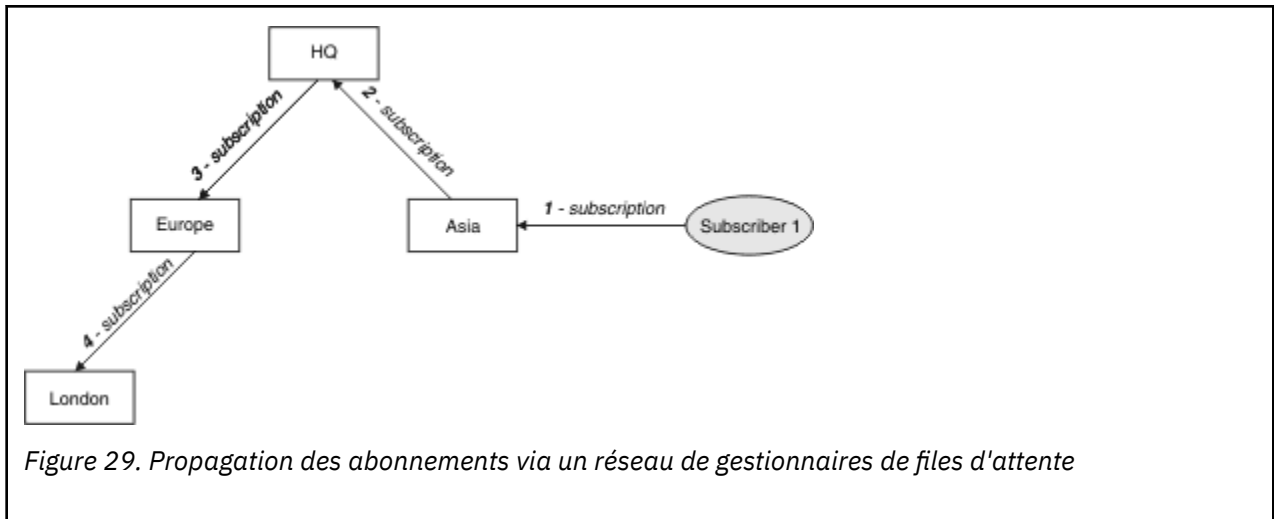 HQ
2 - subscription
3 - subscription
Europe
Asia
1 - subscription
Subscriber 1
4 - subscription
London
Figure 29. Propagation des abonnements via un réseau de gestionnaires de files d'attente